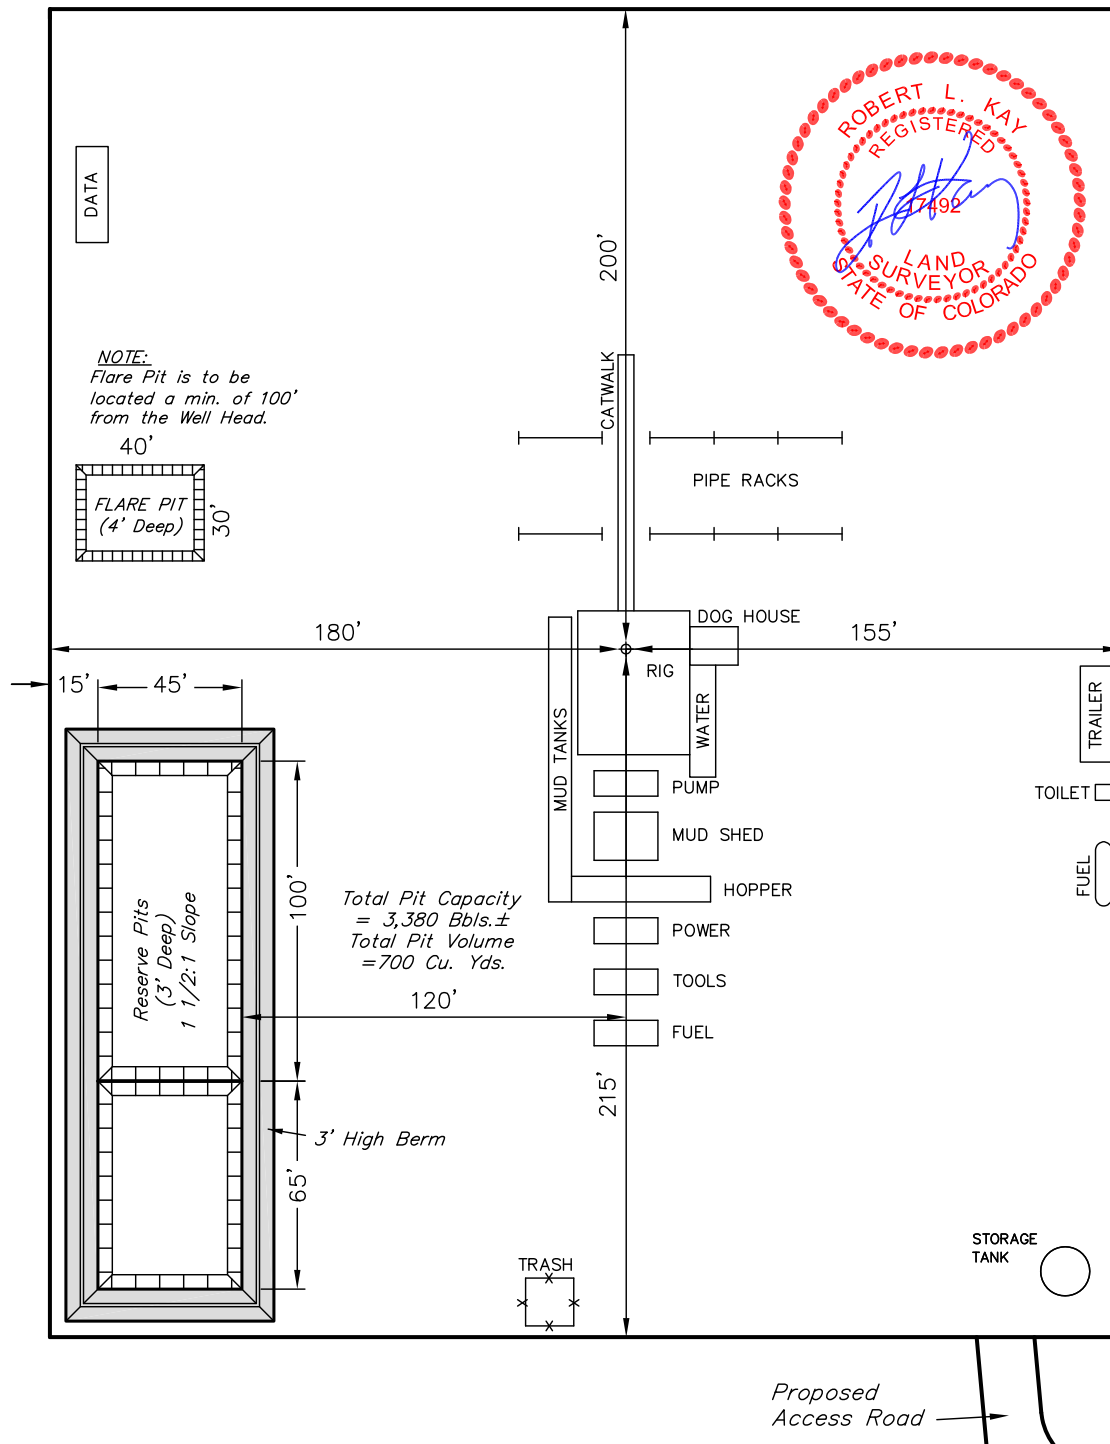 200'
ROBERT L. KAY
REGISTERED
17492
LAND
SURVEYOR
STATE OF COLORADO
DATA
NOTE:
Flare Pit is to be
located a min. of 100'
from the Well Head.
40'
FLARE PIT
(4' Deep)
30'
CATWALK
PIPE RACKS
180'
DOG HOUSE
155'
RIG
15'
45'
MUD TANKS
WATER
TRAILER
PUMP
TOILET
MUD SHED
FUEL
HOPPER
100'
Reserve Pits
(3' Deep)
1 1/2:1 Slope
Total Pit Capacity
= 3,380 Bbls.±
Total Pit Volume
=700 Cu. Yds.
POWER
TOOLS
120'
FUEL
215'
3' High Berm
65'
TRASH
STORAGE
TANK
Proposed
Access Road